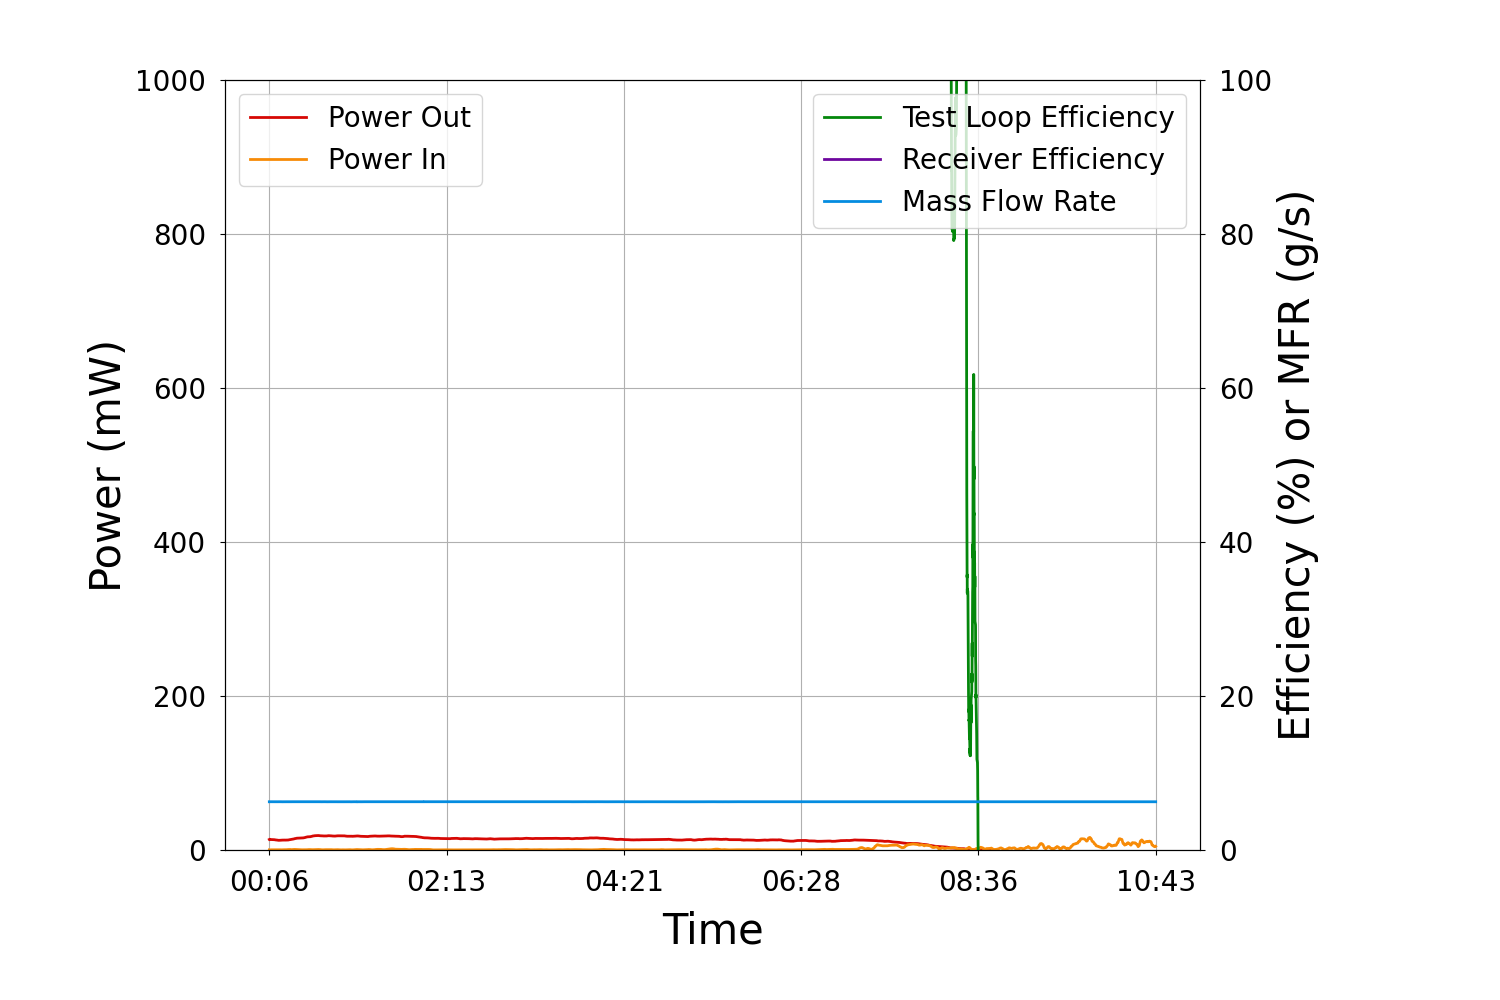 Power Out
Power In
Test Loop Efficiency
Receiver Efficiency
Mass Flow Rate
1000
800
600
400
200
0
Power (mW)
100
80
60
40
20
0
Efficiency (%) or MFR (g/s)
00:06 02:13 04:21 06:28 08:36 10:43
Time